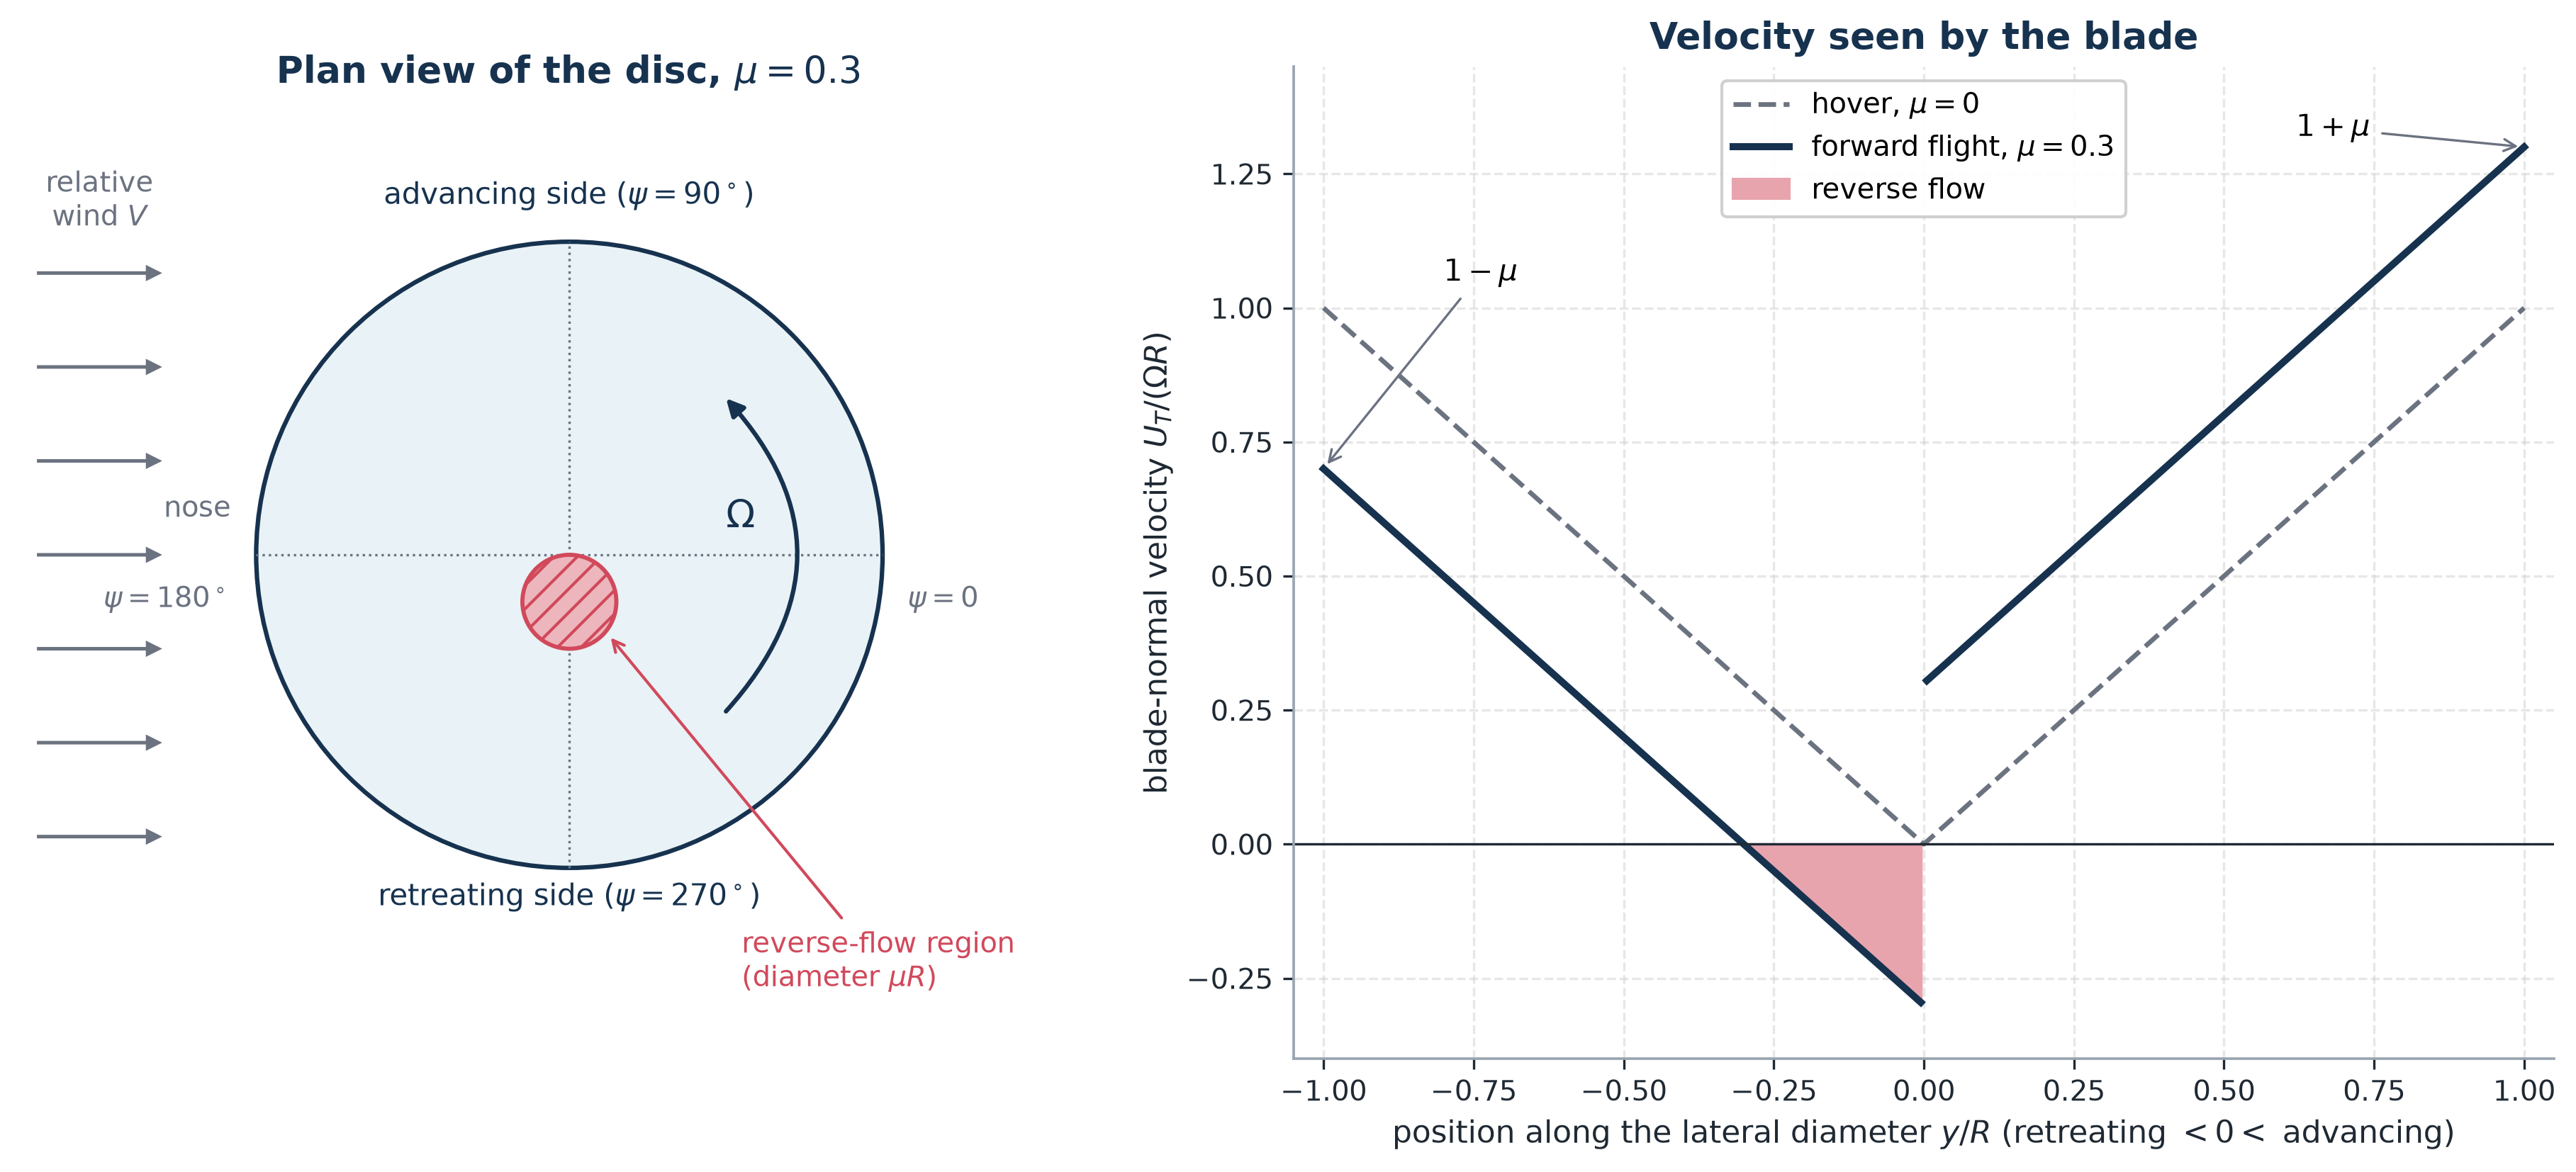 Plan view of the disc, μ = 0.3
relative
wind V
advancing side (ψ = 90°)
nose
Ω
ψ = 180°
ψ = 0
retreating side (ψ = 270°)
reverse-flow region
(diameter μR)
Velocity seen by the blade
hover, μ = 0
forward flight, μ = 0.3
reverse flow
1 + μ
1 − μ
blade-normal velocity U_T/(ΩR)
1.25
1.00
0.75
0.50
0.25
0.00
−0.25
−1.00 −0.75 −0.50 −0.25 0.00 0.25 0.50 0.75 1.00
position along the lateral diameter y/R (retreating < 0 < advancing)